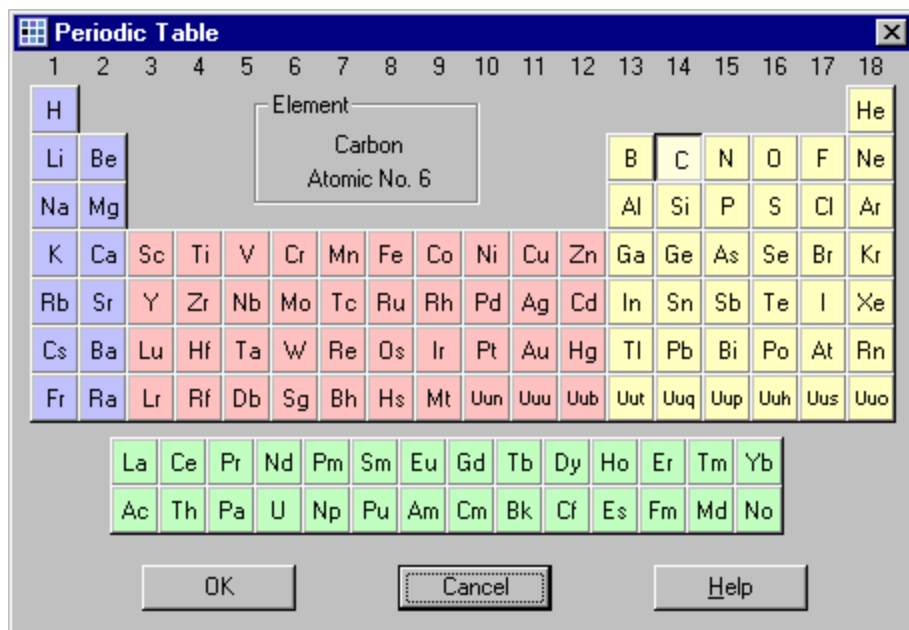 Periodic Table
1 2 3 4 5 6 7 8 9 10 11 12 13 14 15 16 17 18
H Element He
Carbon
Li Be B C N O F Ne
Atomic No. 6
Na Mg Al Si P S Cl Ar
K Ca Sc Ti V Cr Mn Fe Co Ni Cu Zn Ga Ge As Se Br Kr
Rb Sr Y Zr Nb Mo Tc Ru Rh Pd Ag Cd In Sn Sb Te I Xe
Cs Ba Lu Hf Ta W Re Os Ir Pt Au Hg Tl Pb Bi Po At Rn
Fr Ra Lr Rf Db Sg Bh Hs Mt Uun Uuu Uub Uut Uuq Uup Uuh Uus Uuo
La Ce Pr Nd Pm Sm Eu Gd Tb Dy Ho Er Tm Yb
Ac Th Pa U Np Pu Am Cm Bk Cf Es Fm Md No
OK Cancel Help